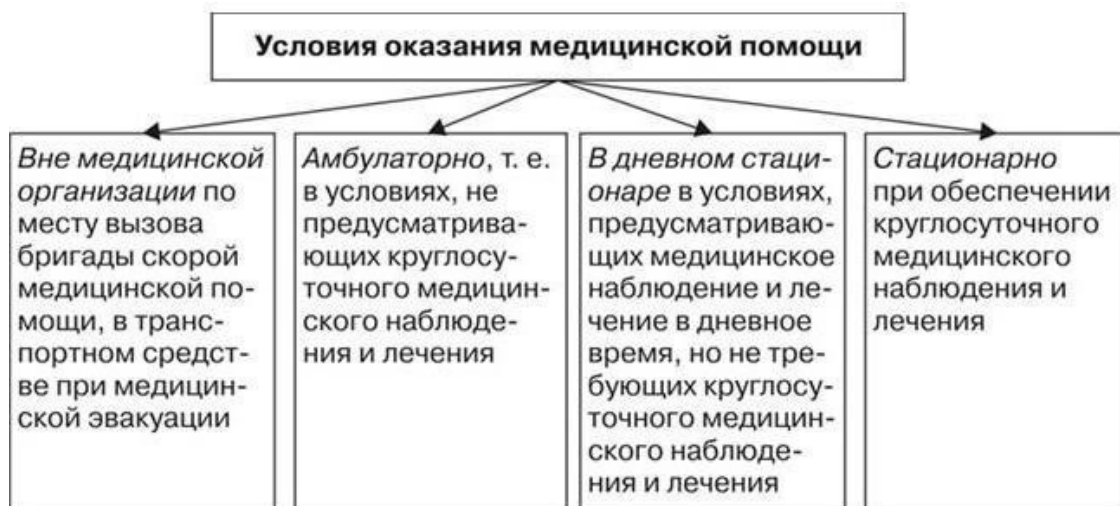 Условия оказания медицинской помощи
Вне медицинской
организации по
месту вызова
бригады скорой
медицинской по-
мощи, в транс-
портном средст-
ве при медицин-
ской эвакуации
Амбулаторно, т. е.
в условиях, не
предусматрива-
ющих круглосу-
точного медицин-
ского наблюде-
ния и лечения
В дневном стаци-
онаре в условиях,
предусматриваю-
щих медицинское
наблюдение и ле-
чение в дневное
время, но не тре-
бующих круглосу-
точного медицин-
ского наблюде-
ния и лечения
Стационарно
при обеспечении
круглосуточного
медицинского
наблюдения и
лечения